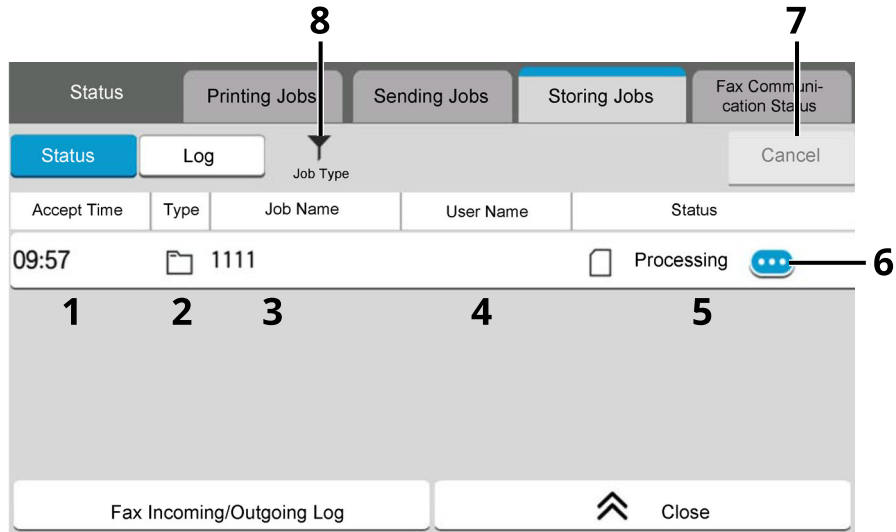 8 7
Status Printing Jobs Sending Jobs Storing Jobs Fax Communi-
cation Status
Status Log Job Type Cancel
Accept Time Type Job Name User Name Status
09:57 1111 Processing 6
1 2 3 4 5
Fax Incoming/Outgoing Log Close